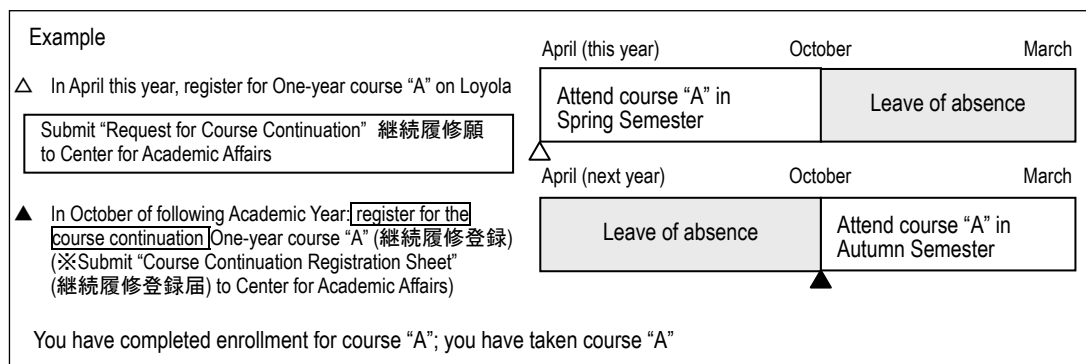 Example
△ In April this year, register for One-year course “A” on Loyola
Submit “Request for Course Continuation” 継続履修願
to Center for Academic Affairs
▲ In October of following Academic Year: register for the
course continuation One-year course “A” (継続履修登録)
(※Submit “Course Continuation Registration Sheet”
(継続履修登録届) to Center for Academic Affairs)
April (this year) October March
Attend course “A” in
Spring Semester
Leave of absence
April (next year) October March
Leave of absence
Attend course “A” in
Autumn Semester
You have completed enrollment for course “A”; you have taken course “A”